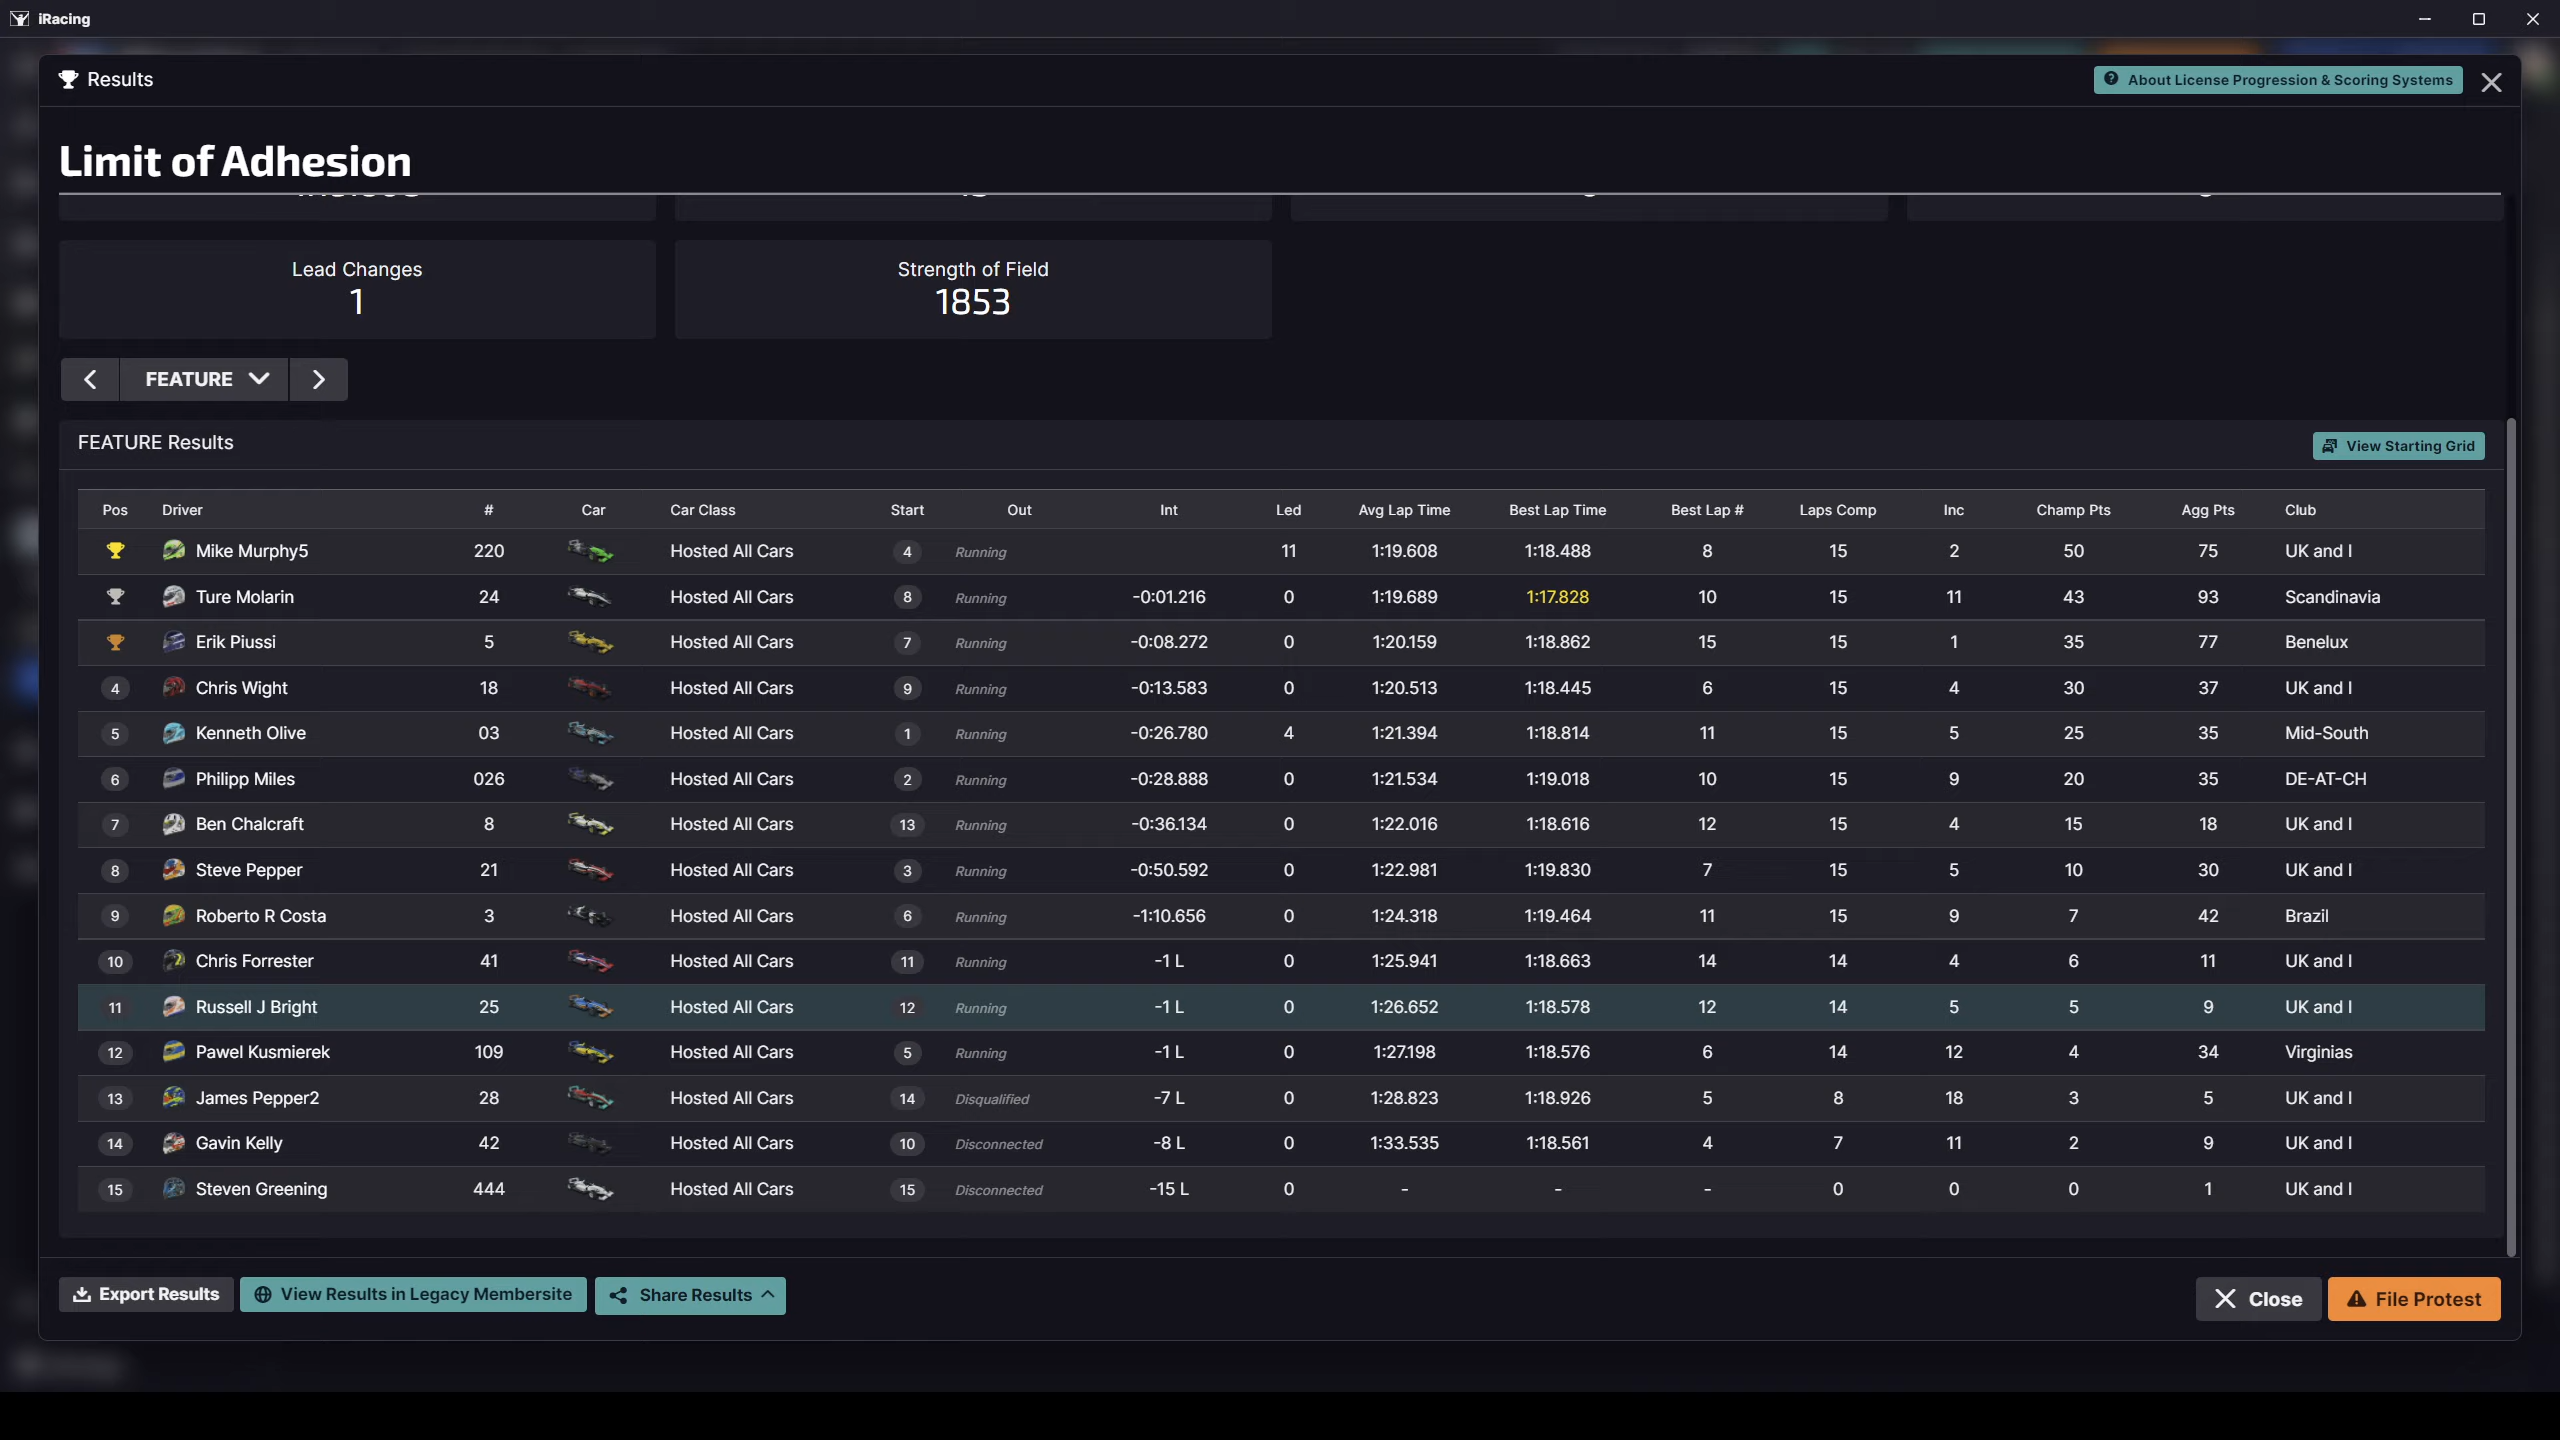 iRacing
Results
About License Progression & Scoring Systems
Limit of Adhesion
Lead Changes
1
Strength of Field
1853
FEATURE
FEATURE Results
View Starting Grid
Pos Driver # Car Car Class Start Out Int Led Avg Lap Time Best Lap Time Best Lap # Laps Comp Inc Champ Pts Agg Pts Club
Mike Murphy5 220 Hosted All Cars 4 Running 11 1:19.608 1:18.488 8 15 2 50 75 UK and I
Ture Molarin 24 Hosted All Cars 8 Running -0:01.216 0 1:19.689 1:17.828 10 15 11 43 93 Scandinavia
Erik Piussi 5 Hosted All Cars 7 Running -0:08.272 0 1:20.159 1:18.862 15 15 1 35 77 Benelux
4 Chris Wight 18 Hosted All Cars 9 Running -0:13.583 0 1:20.513 1:18.445 6 15 4 30 37 UK and I
5 Kenneth Olive 03 Hosted All Cars 1 Running -0:26.780 4 1:21.394 1:18.814 11 15 5 25 35 Mid-South
6 Philipp Miles 026 Hosted All Cars 2 Running -0:28.888 0 1:21.534 1:19.018 10 15 9 20 35 DE-AT-CH
7 Ben Chalcraft 8 Hosted All Cars 13 Running -0:36.134 0 1:22.016 1:18.616 12 15 4 15 18 UK and I
8 Steve Pepper 21 Hosted All Cars 3 Running -0:50.592 0 1:22.981 1:19.830 7 15 5 10 30 UK and I
9 Roberto R Costa 3 Hosted All Cars 6 Running -1:10.656 0 1:24.318 1:19.464 11 15 9 7 42 Brazil
10 Chris Forrester 41 Hosted All Cars 11 Running -1 L 0 1:25.941 1:18.663 14 14 4 6 11 UK and I
11 Russell J Bright 25 Hosted All Cars 12 Running -1 L 0 1:26.652 1:18.578 12 14 5 5 9 UK and I
12 Pawel Kusmierek 109 Hosted All Cars 5 Running -1 L 0 1:27.198 1:18.576 6 14 12 4 34 Virginias
13 James Pepper2 28 Hosted All Cars 14 Disqualified -7 L 0 1:28.823 1:18.926 5 8 18 3 5 UK and I
14 Gavin Kelly 42 Hosted All Cars 10 Disconnected -8 L 0 1:33.535 1:18.561 4 7 11 2 9 UK and I
15 Steven Greening 444 Hosted All Cars 15 Disconnected -15 L 0 - - - 0 0 0 1 UK and I
Export Results
View Results in Legacy Membersite
Share Results
Close
File Protest